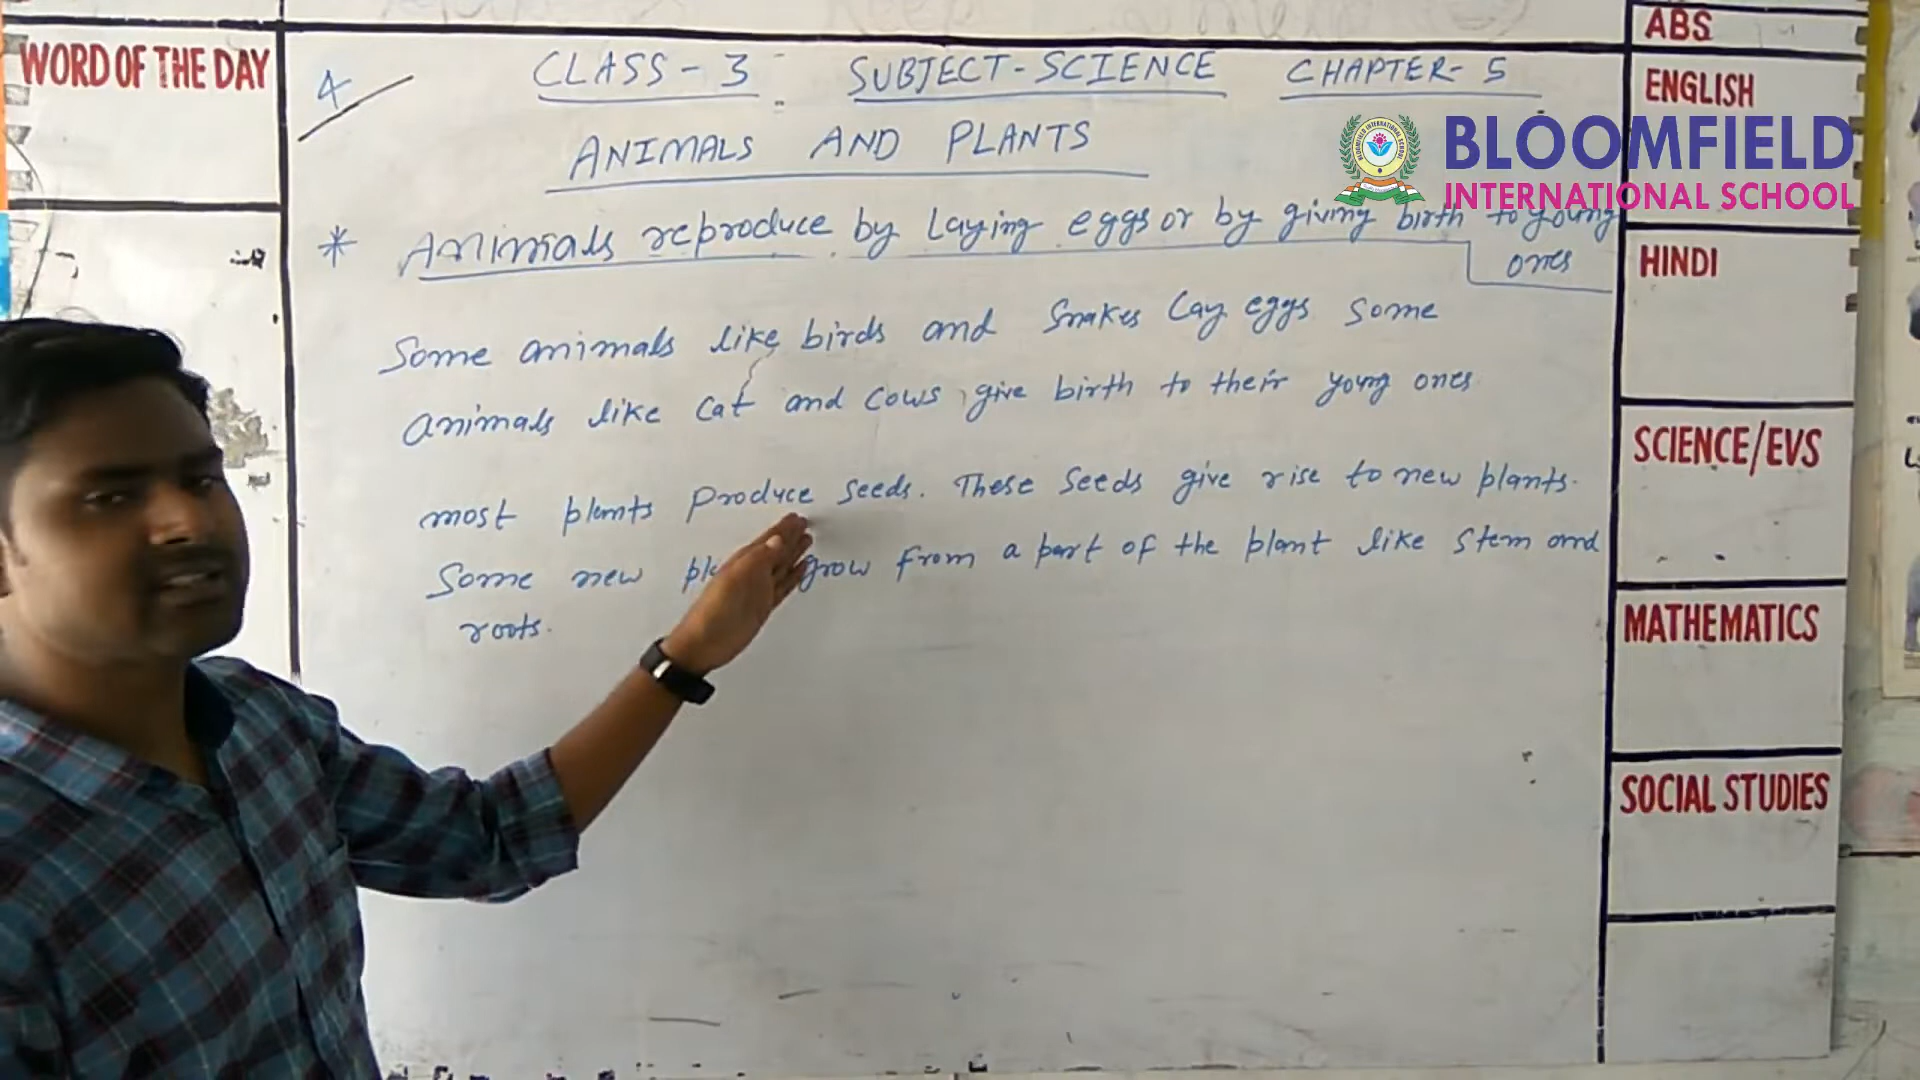 WORD OF THE DAY
4
CLASS-3 SUBJECT-SCIENCE CHAPTER-5
ANIMALS AND PLANTS
* Animals reproduce by Laying eggs or by giving birth to young
ones
Some animals like birds and Snakes Lay eggs some
animals like Cat and Cows, give birth to their young ones
most plants Produce seeds. These Seeds give rise to new plants.
Some new grow from a part of the plant like Stem and
roots.
ABS
ENGLISH
HINDI
SCIENCE/EVS
MATHEMATICS
SOCIAL STUDIES
BLOOMFIELD
INTERNATIONAL SCHOOL